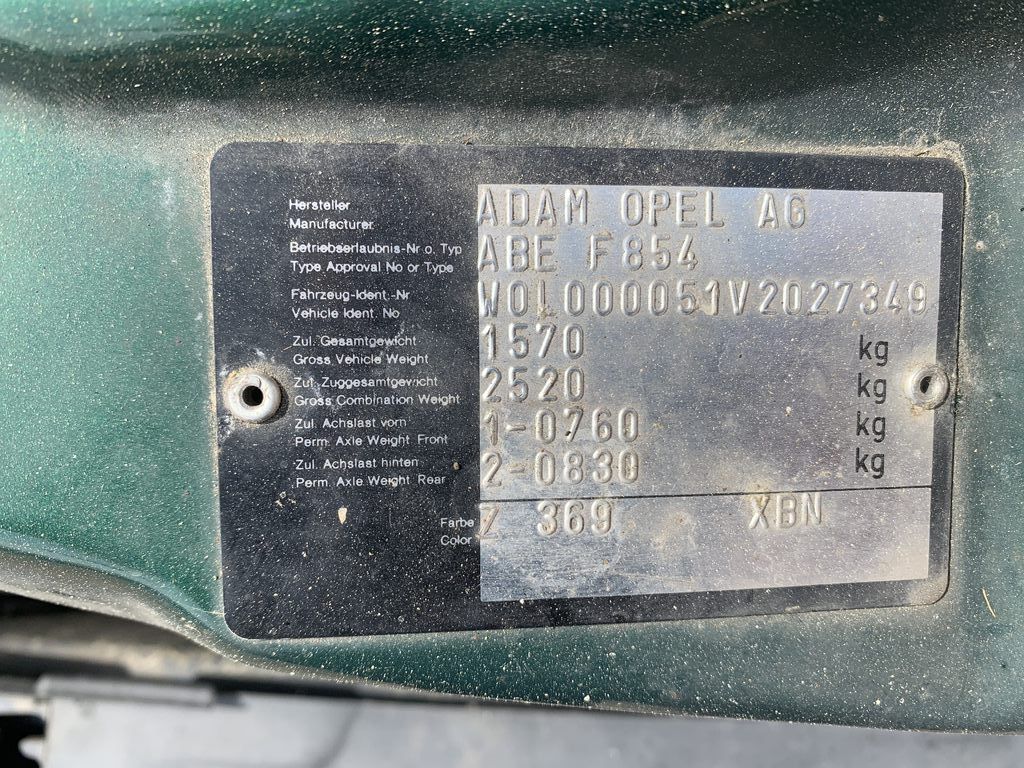 Hersteller
Manufacturer ADAM OPEL AG
Betriebserlaubnis-Nr o. Typ
Type Approval No or Type ABE F854
Fahrzeug-Ident.-Nr
Vehicle Ident. No W0L000051V2027349
Zul. Gesamtgewicht
Gross Vehicle Weight 1570 kg
Zul. Zuggesamtgewicht
Gross Combination Weight 2520 kg
Zul. Achslast vorn
Perm. Axle Weight Front 1-0760 kg
Zul. Achslast hinten
Perm. Axle Weight Rear 2-0830 kg
Farbe Z 369 XBN
Color